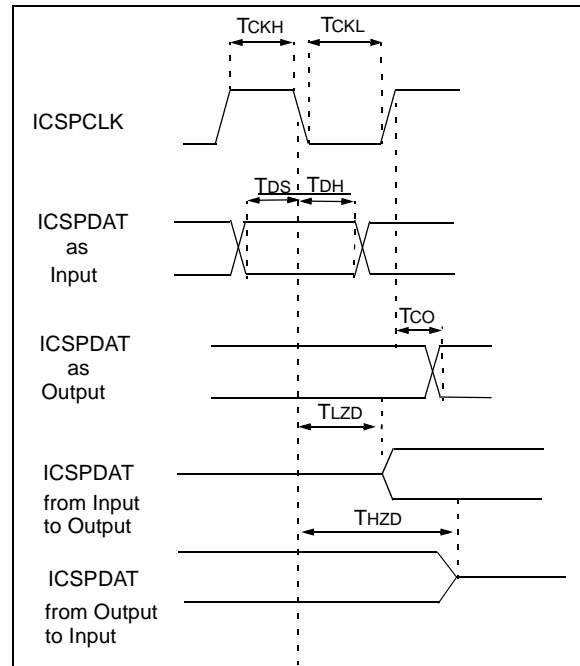 TCKH TCKL
ICSPCLK
TDS TDH
ICSPDAT
as
Input
TCO
ICSPDAT
as
Output
TLZD
ICSPDAT
from Input
to Output
THZD
ICSPDAT
from Output
to Input